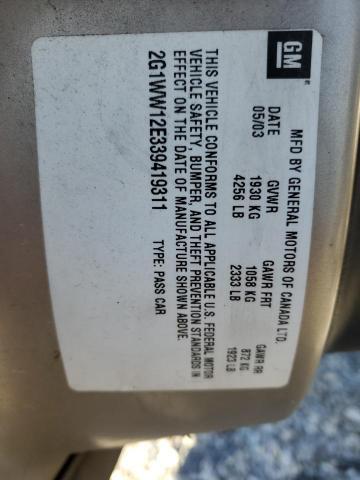 GM
MFD BY GENERAL MOTORS OF CANADA LTD.
DATE GVWR GAWR FRT GAWR RR
05/03 1930 KG 1058 KG 872 KG
4256 LB 2333 LB 1923 LB
THIS VEHICLE CONFORMS TO ALL APPLICABLE U.S. FEDERAL MOTOR
VEHICLE SAFETY, BUMPER, AND THEFT PREVENTION STANDARDS IN
EFFECT ON THE DATE OF MANUFACTURE SHOWN ABOVE.
2G1WW12E339419311 TYPE: PASS CAR